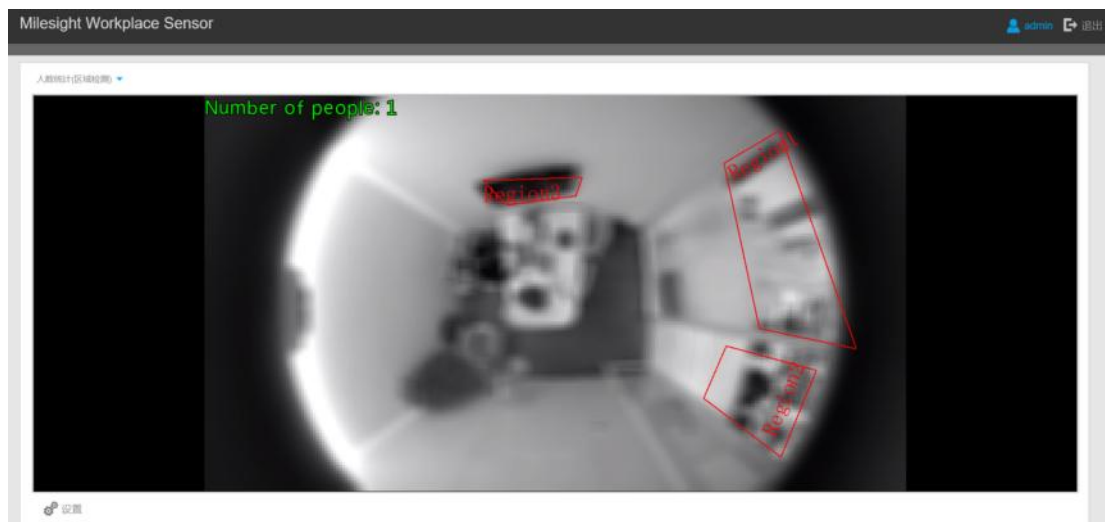 Milesight Workplace Sensor
admin 退出
人数统计(区域检测)
Number of people: 1
Region1
Region3
Region2
设置